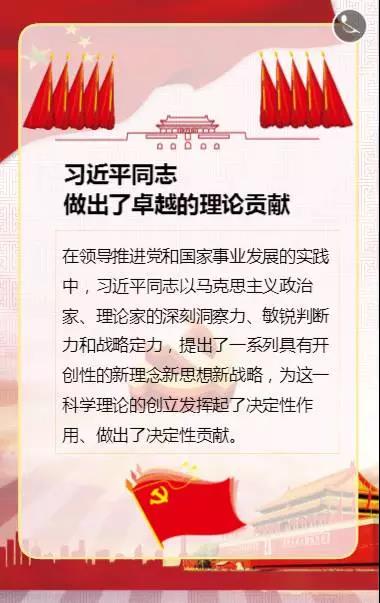 习近平同志
做出了卓越的理论贡献
在领导推进党和国家事业发展的实践
中，习近平同志以马克思主义政治
家、理论家的深刻洞察力、敏锐判断
力和战略定力，提出了一系列具有开
创性的新理念新思想新战略，为这一
科学理论的创立发挥起了决定性作
用、做出了决定性贡献。